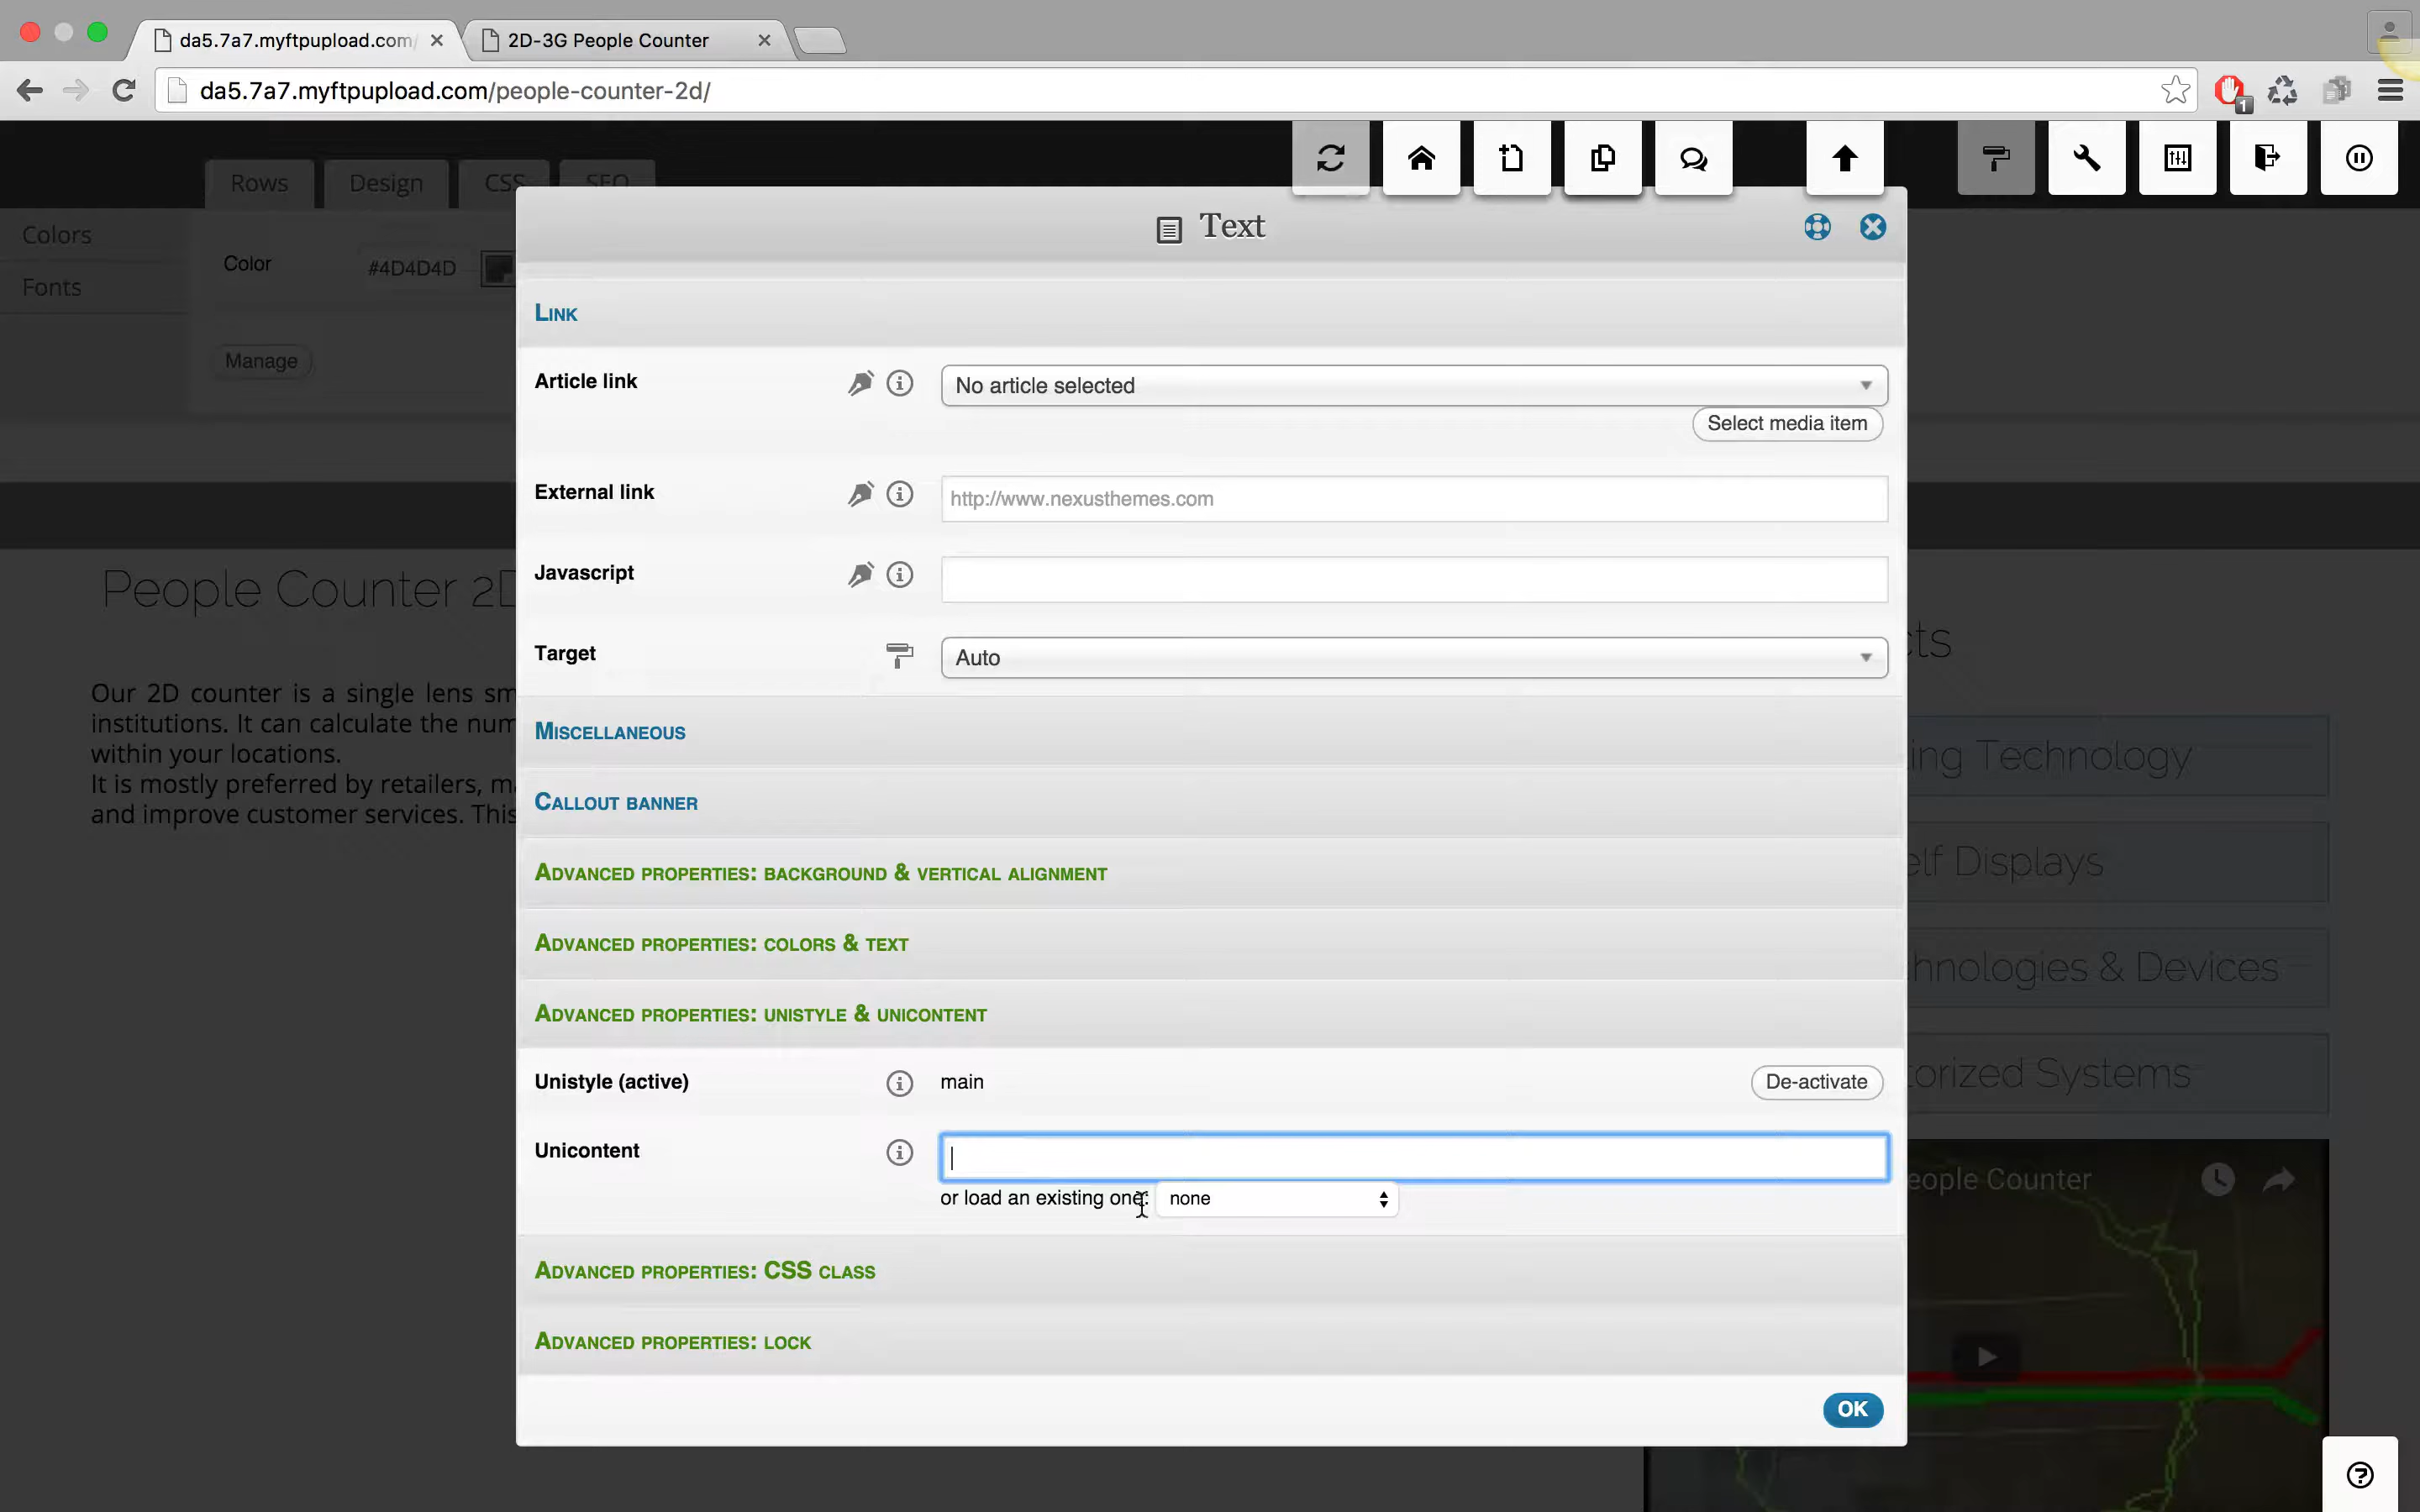 da5.7a7.myftpupload.com/
2D-3G People Counter
da5.7a7.myftpupload.com/people-counter-2d/
1
Rows
Design
CSS
SEO
Colors
Fonts
Color
#4D4D4D
Manage
Text
Link
Article link
No article selected
Select media item
External link
http://www.nexusthemes.com
Javascript
Target
Auto
Miscellaneous
Callout banner
Advanced properties: background & vertical alignment
Advanced properties: colors & text
Advanced properties: unistyle & unicontent
Unistyle (active)
main
De-activate
Unicontent
or load an existing one:
none
Advanced properties: CSS class
Advanced properties: lock
OK
People Counter 2D
Our 2D counter is a single lens sm
institutions. It can calculate the num
within your locations.
It is mostly preferred by retailers, m
and improve customer services. This
cts
ing Technology
elf Displays
hnologies & Devices
torized Systems
eople Counter